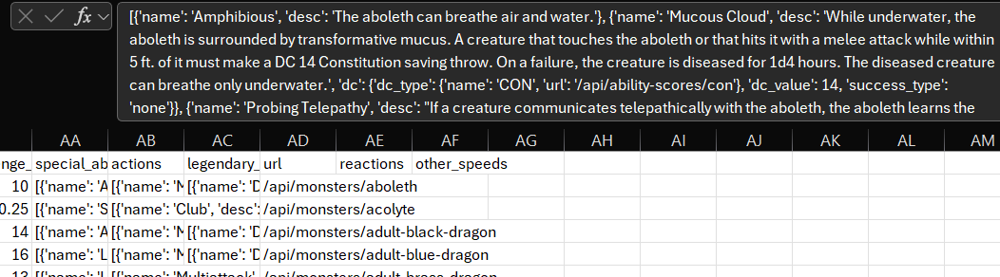 fx
[{'name': 'Amphibious', 'desc': 'The aboleth can breathe air and water.'}, {'name': 'Mucous Cloud', 'desc': 'While underwater, the
aboleth is surrounded by transformative mucus. A creature that touches the aboleth or that hits it with a melee attack while within
5 ft. of it must make a DC 14 Constitution saving throw. On a failure, the creature is diseased for 1d4 hours. The diseased creature
can breathe only underwater.', 'dc': {'dc_type': {'name': 'CON', 'url': '/api/ability-scores/con'}, 'dc_value': 14, 'success_type':
'none'}}, {'name': 'Probing Telepathy', 'desc': "If a creature communicates telepathically with the aboleth, the aboleth learns the
AA AB AC AD AE AF AG AH AI AJ AK AL AM
nge_ special_ab actions legendary_ url reactions other_speeds
10 [{'name': 'A [{'name': 'M [{'name': 'D /api/monsters/aboleth
0.25 [{'name': 'S [{'name': 'Club', 'desc': /api/monsters/acolyte
14 [{'name': 'A [{'name': 'M [{'name': 'D /api/monsters/adult-black-dragon
16 [{'name': 'L [{'name': 'M [{'name': 'D /api/monsters/adult-blue-dragon
13 [{'name': 'Multiattack' /api/monsters/adult-brass-dragon